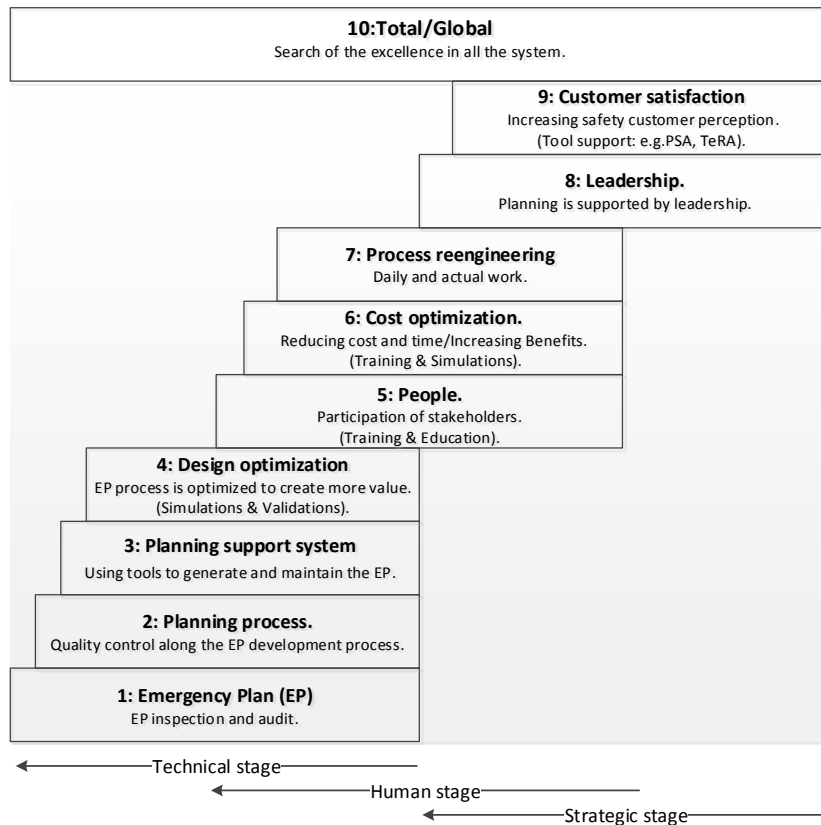 10:Total/Global
Search of the excellence in all the system.
9: Customer satisfaction
Increasing safety customer perception.
(Tool support: e.g.PSA, TeRA).
8: Leadership.
Planning is supported by leadership.
7: Process reengineering
Daily and actual work.
6: Cost optimization.
Reducing cost and time/Increasing Benefits.
(Training & Simulations).
5: People.
Participation of stakeholders.
(Training & Education).
4: Design optimization
EP process is optimized to create more value.
(Simulations & Validations).
3: Planning support system
Using tools to generate and maintain the EP.
2: Planning process.
Quality control along the EP development process.
1: Emergency Plan (EP)
EP inspection and audit.
Technical stage
Human stage
Strategic stage